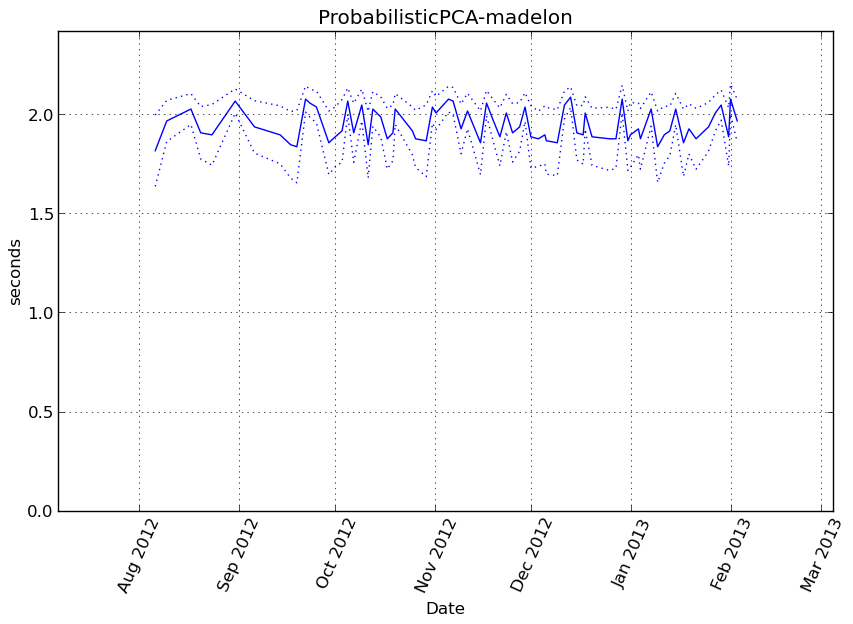 ProbabilisticPCA-madelon
seconds
2.0
1.5
1.0
0.5
0.0
Aug 2012
Sep 2012
Oct 2012
Nov 2012
Dec 2012
Jan 2013
Feb 2013
Mar 2013
Date